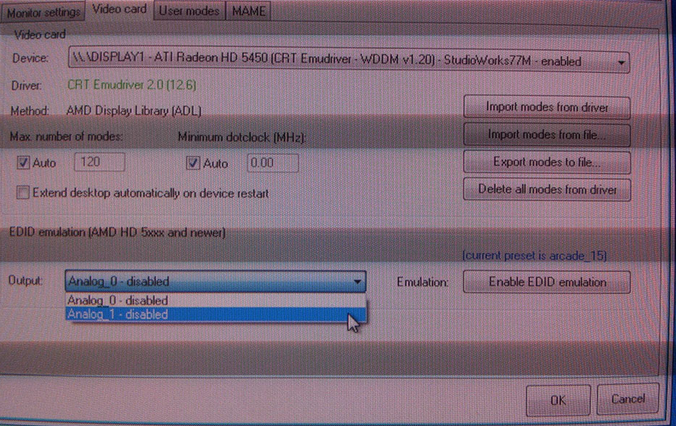 Monitor settings Video card User modes MAME
Video card
Device: \\.\DISPLAY1 - ATI Radeon HD 5450 (CRT Emudriver - WDDM v1.20) - StudioWorks77M - enabled
Driver: CRT Emudriver 2.0 (12.6)
Method: AMD Display Library (ADL)
Import modes from driver
Max. number of modes: Minimum dotclock (MHz): Import modes from file...
Auto 120 Auto 0.00 Export modes to file...
Extend desktop automatically on device restart Delete all modes from driver
EDID emulation (AMD HD 5xxx and newer)
(current preset is arcade_15)
Output: Analog_0 - disabled Emulation: Enable EDID emulation
Analog_0 - disabled
Analog_1 - disabled
OK Cancel